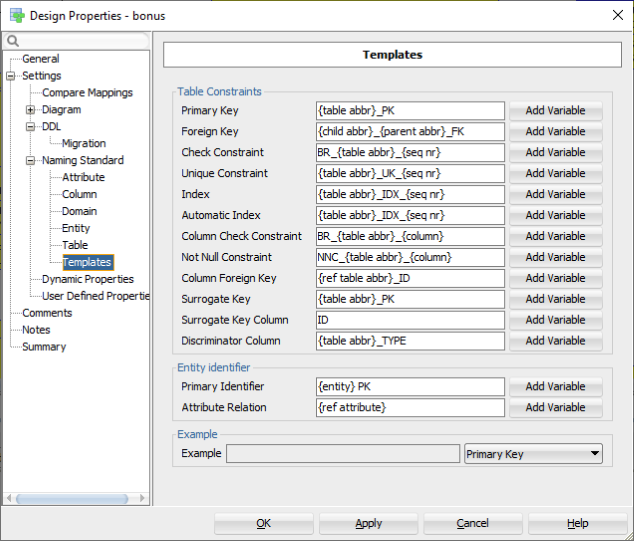 Design Properties - bonus
General
Settings
Compare Mappings
Diagram
DDL
Migration
Naming Standard
Attribute
Column
Domain
Entity
Table
Templates
Dynamic Properties
User Defined Propertie
Comments
Notes
Summary
Templates
Table Constraints
Primary Key {table abbr}_PK Add Variable
Foreign Key {child abbr}_{parent abbr}_FK Add Variable
Check Constraint BR_{table abbr}_{seq nr} Add Variable
Unique Constraint {table abbr}_UK_{seq nr} Add Variable
Index {table abbr}_IDX_{seq nr} Add Variable
Automatic Index {table abbr}_IDX_{seq nr} Add Variable
Column Check Constraint BR_{table abbr}_{column} Add Variable
Not Null Constraint NNC_{table abbr}_{column} Add Variable
Column Foreign Key {ref table abbr}_ID Add Variable
Surrogate Key {table abbr}_PK Add Variable
Surrogate Key Column ID Add Variable
Discriminator Column {table abbr}_TYPE Add Variable
Entity identifier
Primary Identifier {entity} PK Add Variable
Attribute Relation {ref attribute} Add Variable
Example
Example Primary Key
OK Apply Cancel Help